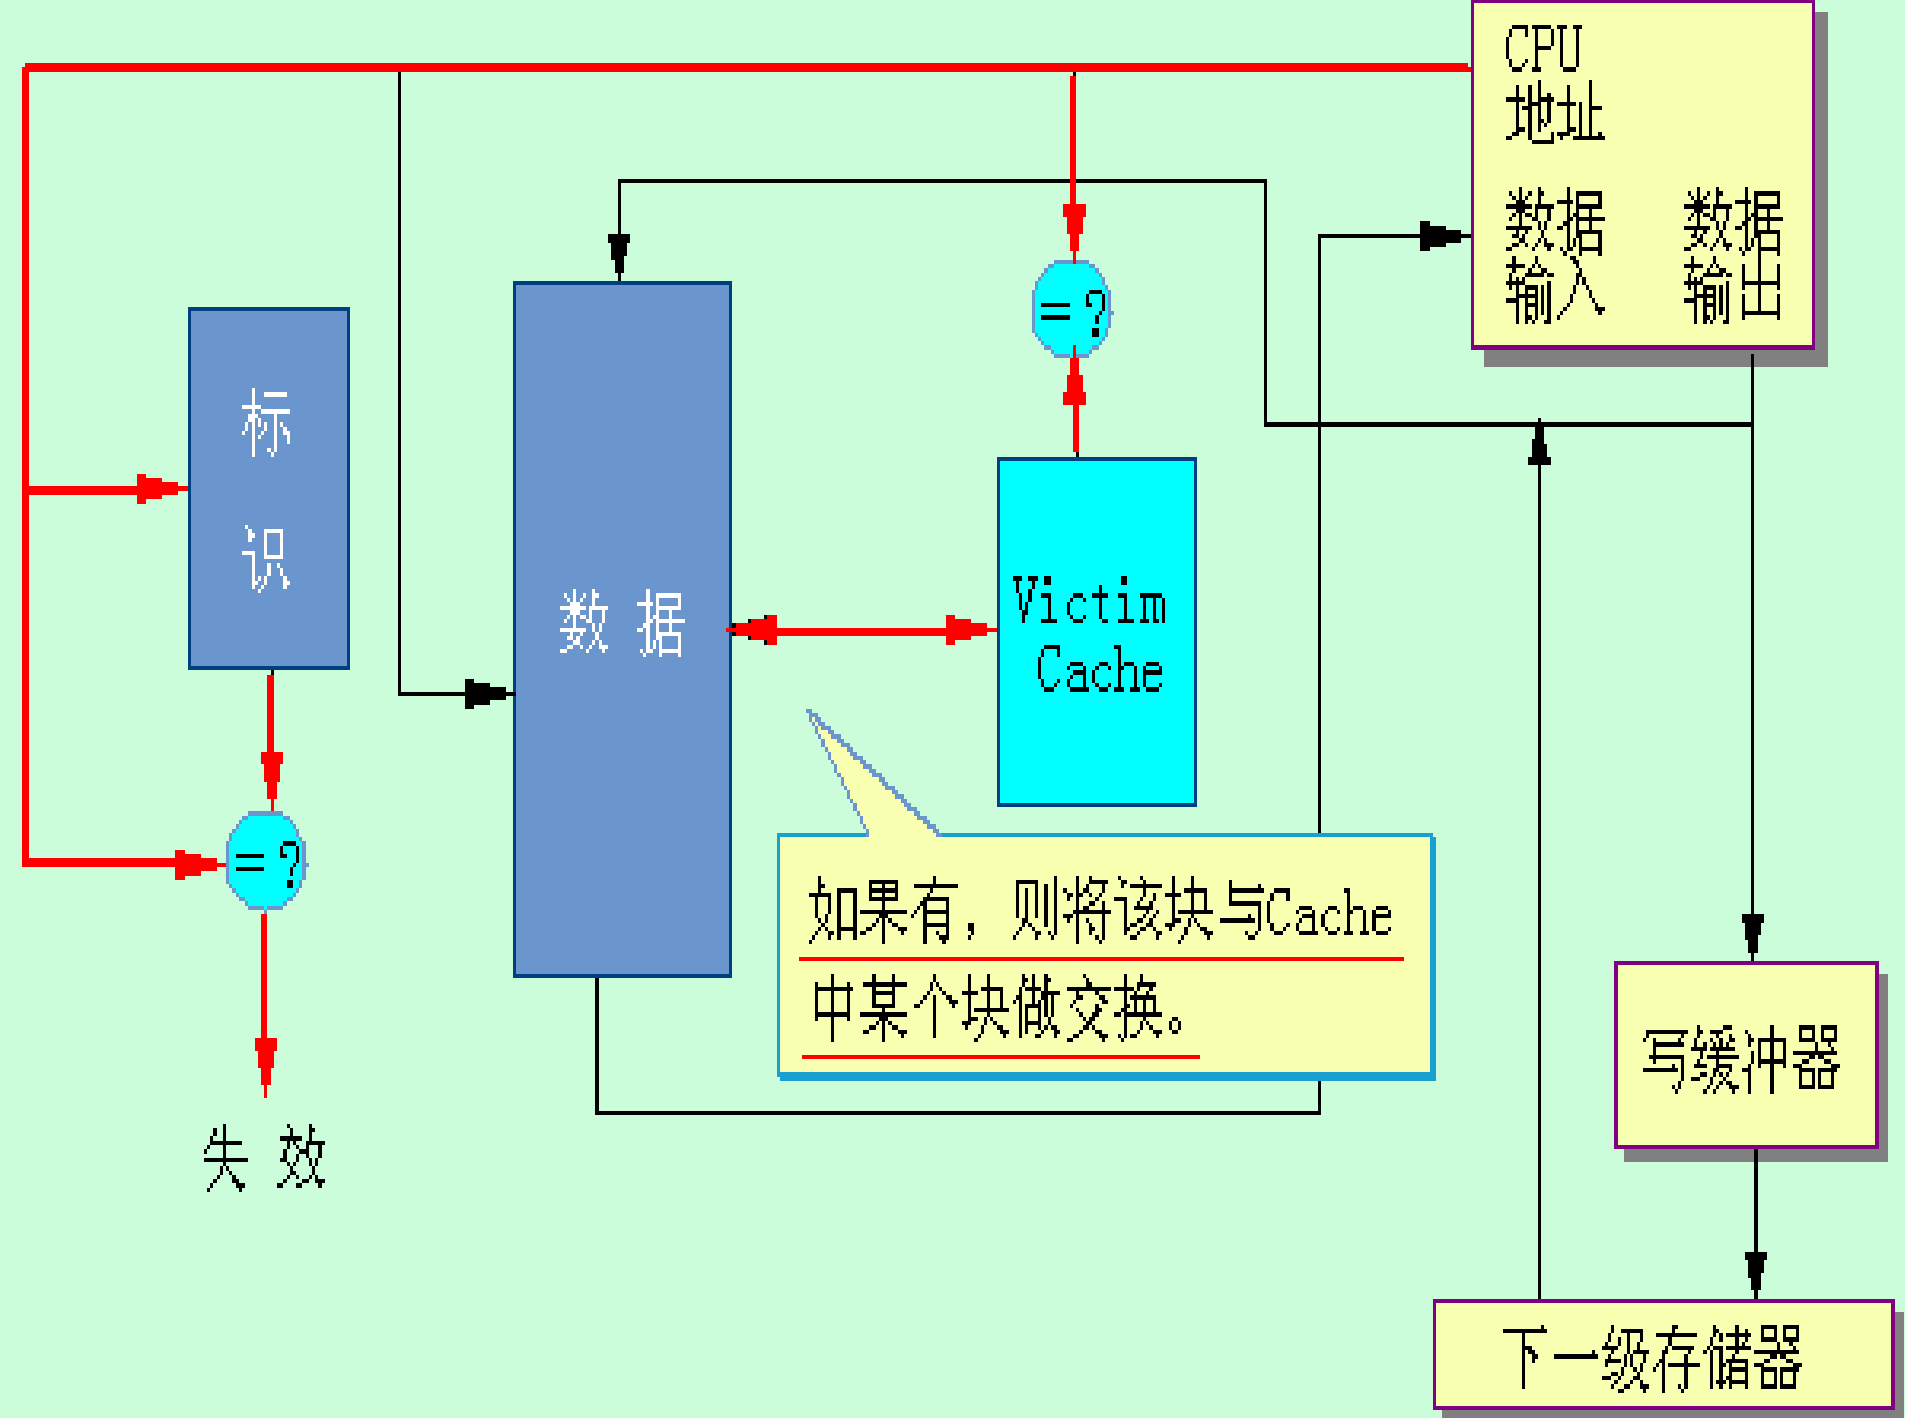 CPU
地址
数据 数据
输入 输出
=?
标
识
数 据
Victim
Cache
=?
如果有，则将该块与Cache
中某个块做交换。
写缓冲器
失 效
下一级存储器